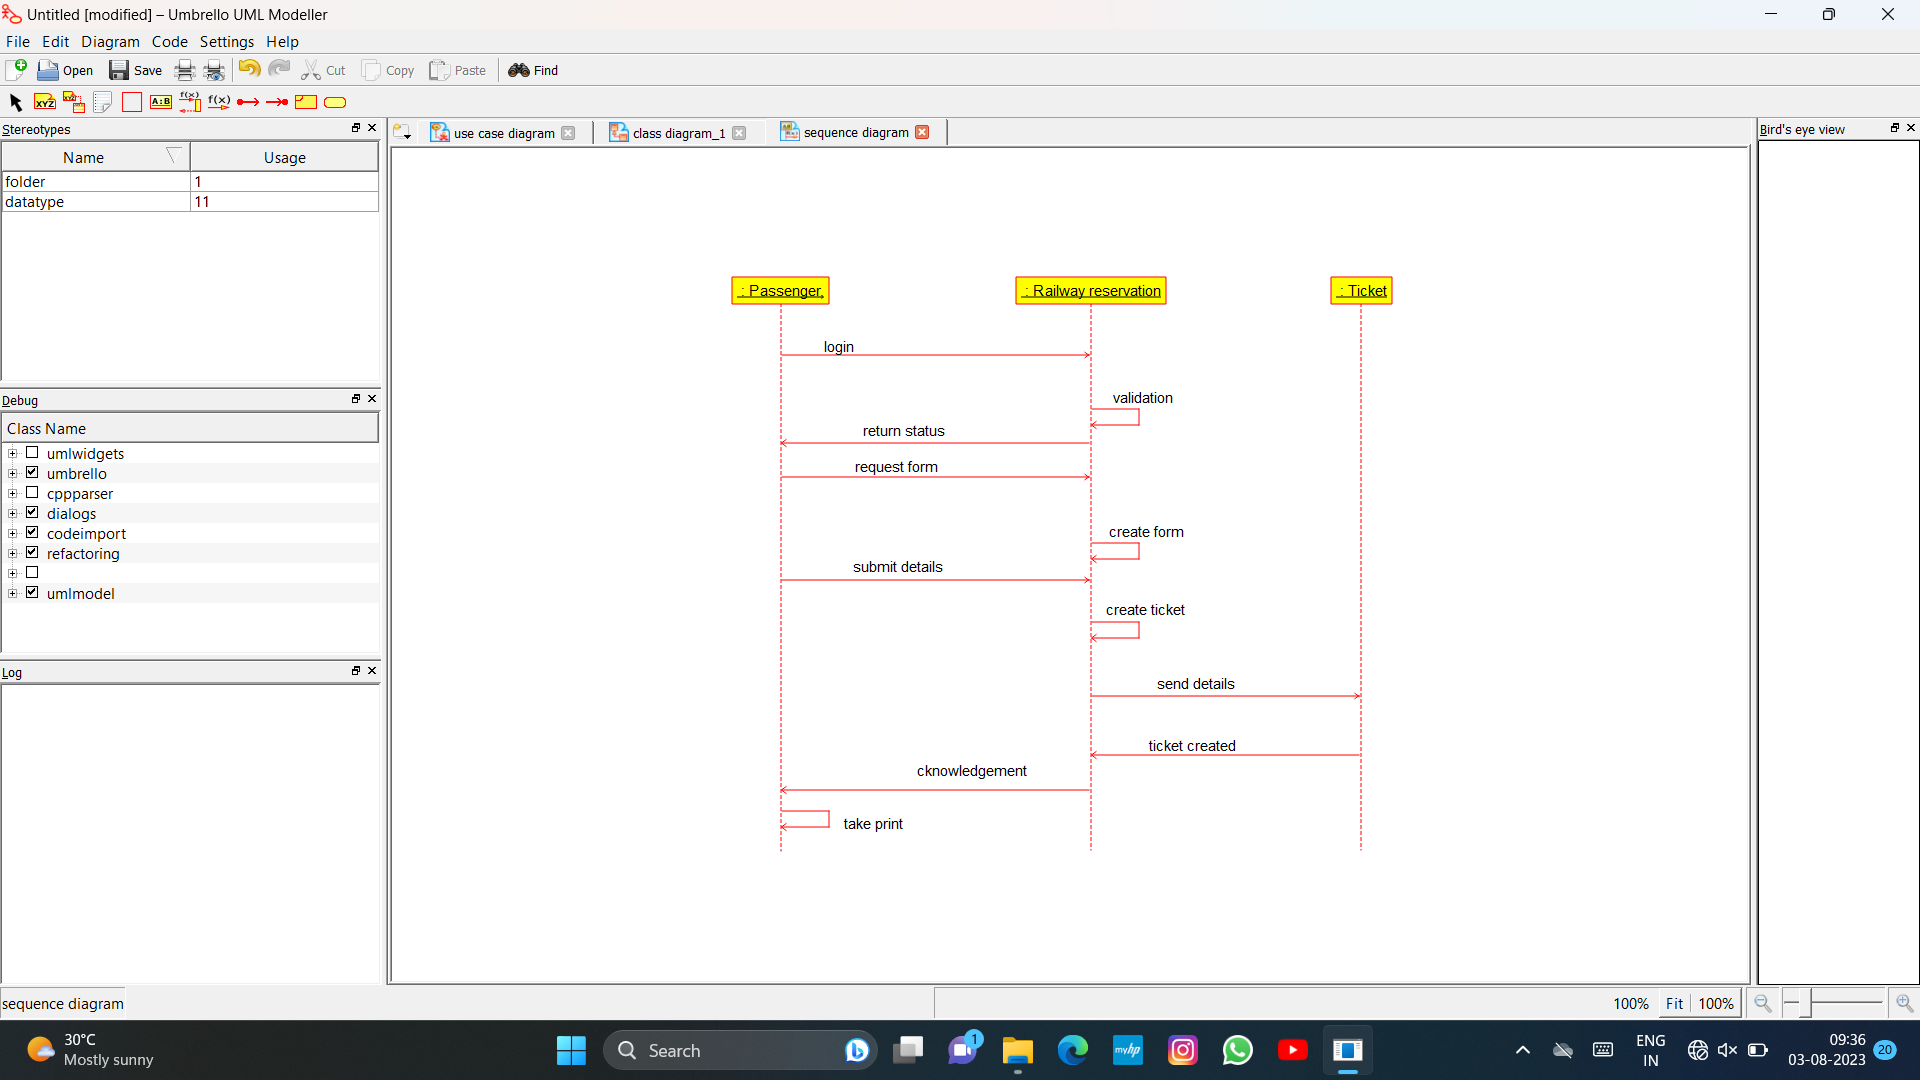 Untitled [modified] – Umbrello UML Modeller
File Edit Diagram Code Settings Help
Open Save Cut Copy Paste Find
XYZ A:B f(x) f(x)
Stereotypes
Name Usage
folder 1
datatype 11
Debug
Class Name
umlwidgets
umbrello
cppparser
dialogs
codeimport
refactoring
umlmodel
Log
use case diagram class diagram_1 sequence diagram
Bird's eye view
: Passenger, : Railway reservation : Ticket
login
validation
return status
request form
create form
submit details
create ticket
send details
ticket created
cknowledgement
take print
sequence diagram
100% Fit 100%
30°C
Mostly sunny
Search
1
myhp
ENG
IN
09:36
03-08-2023
20